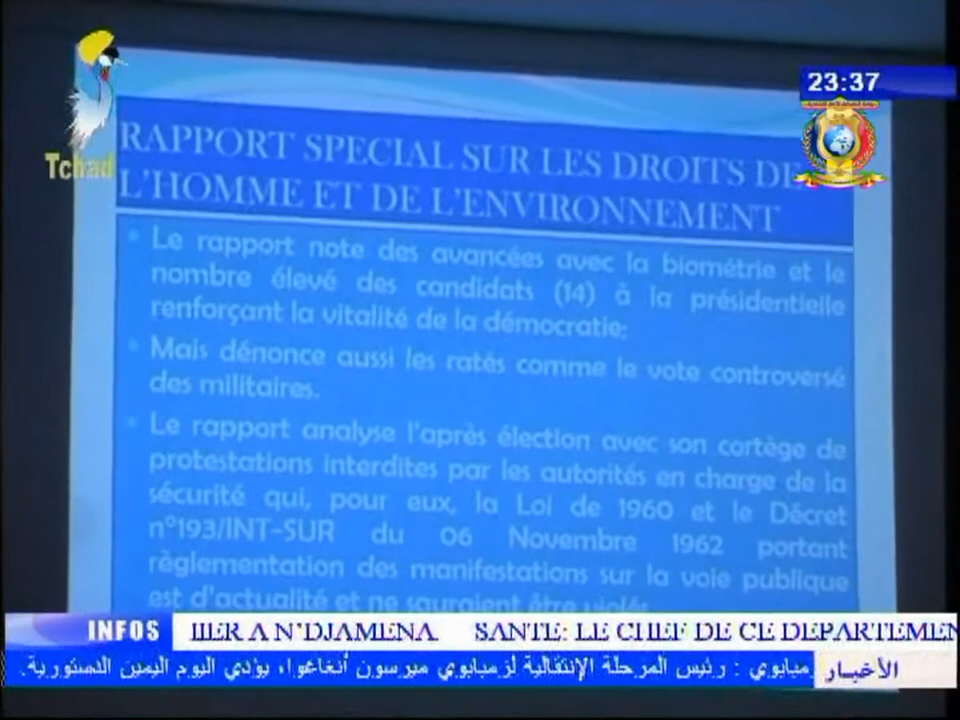 23:37
Tchad
RAPPORT SPECIAL SUR LES DROITS DE
L'HOMME ET DE L'ENVIRONNEMENT
Le rapport note des avancées avec la biométrie et le
nombre élevé des candidats (14) à la présidentielle
renforçant la vitalité de la démocratie;
Mais dénonce aussi les ratés comme le vote controversé
des militaires.
Le rapport analyse l'après élection avec son cortège de
protestations interdites par les autorités en charge de la
sécurité qui, pour eux, la Loi de 1960 et le Décret
n°193/INT-SUR du 06 Novembre 1962 portant
règlementation des manifestations sur la voie publique
est d'actualité et ne sauraient être violés
INFOS IIER A N'DJAMENA. SANTE: LE CHEF DE CE DEPARTEMEN
الأخبـار مبابوي : رئيس المرحلة الإنتقالية لزمبابوي ميرسون أنغاغوا، يؤدي اليوم اليمين الدستورية.